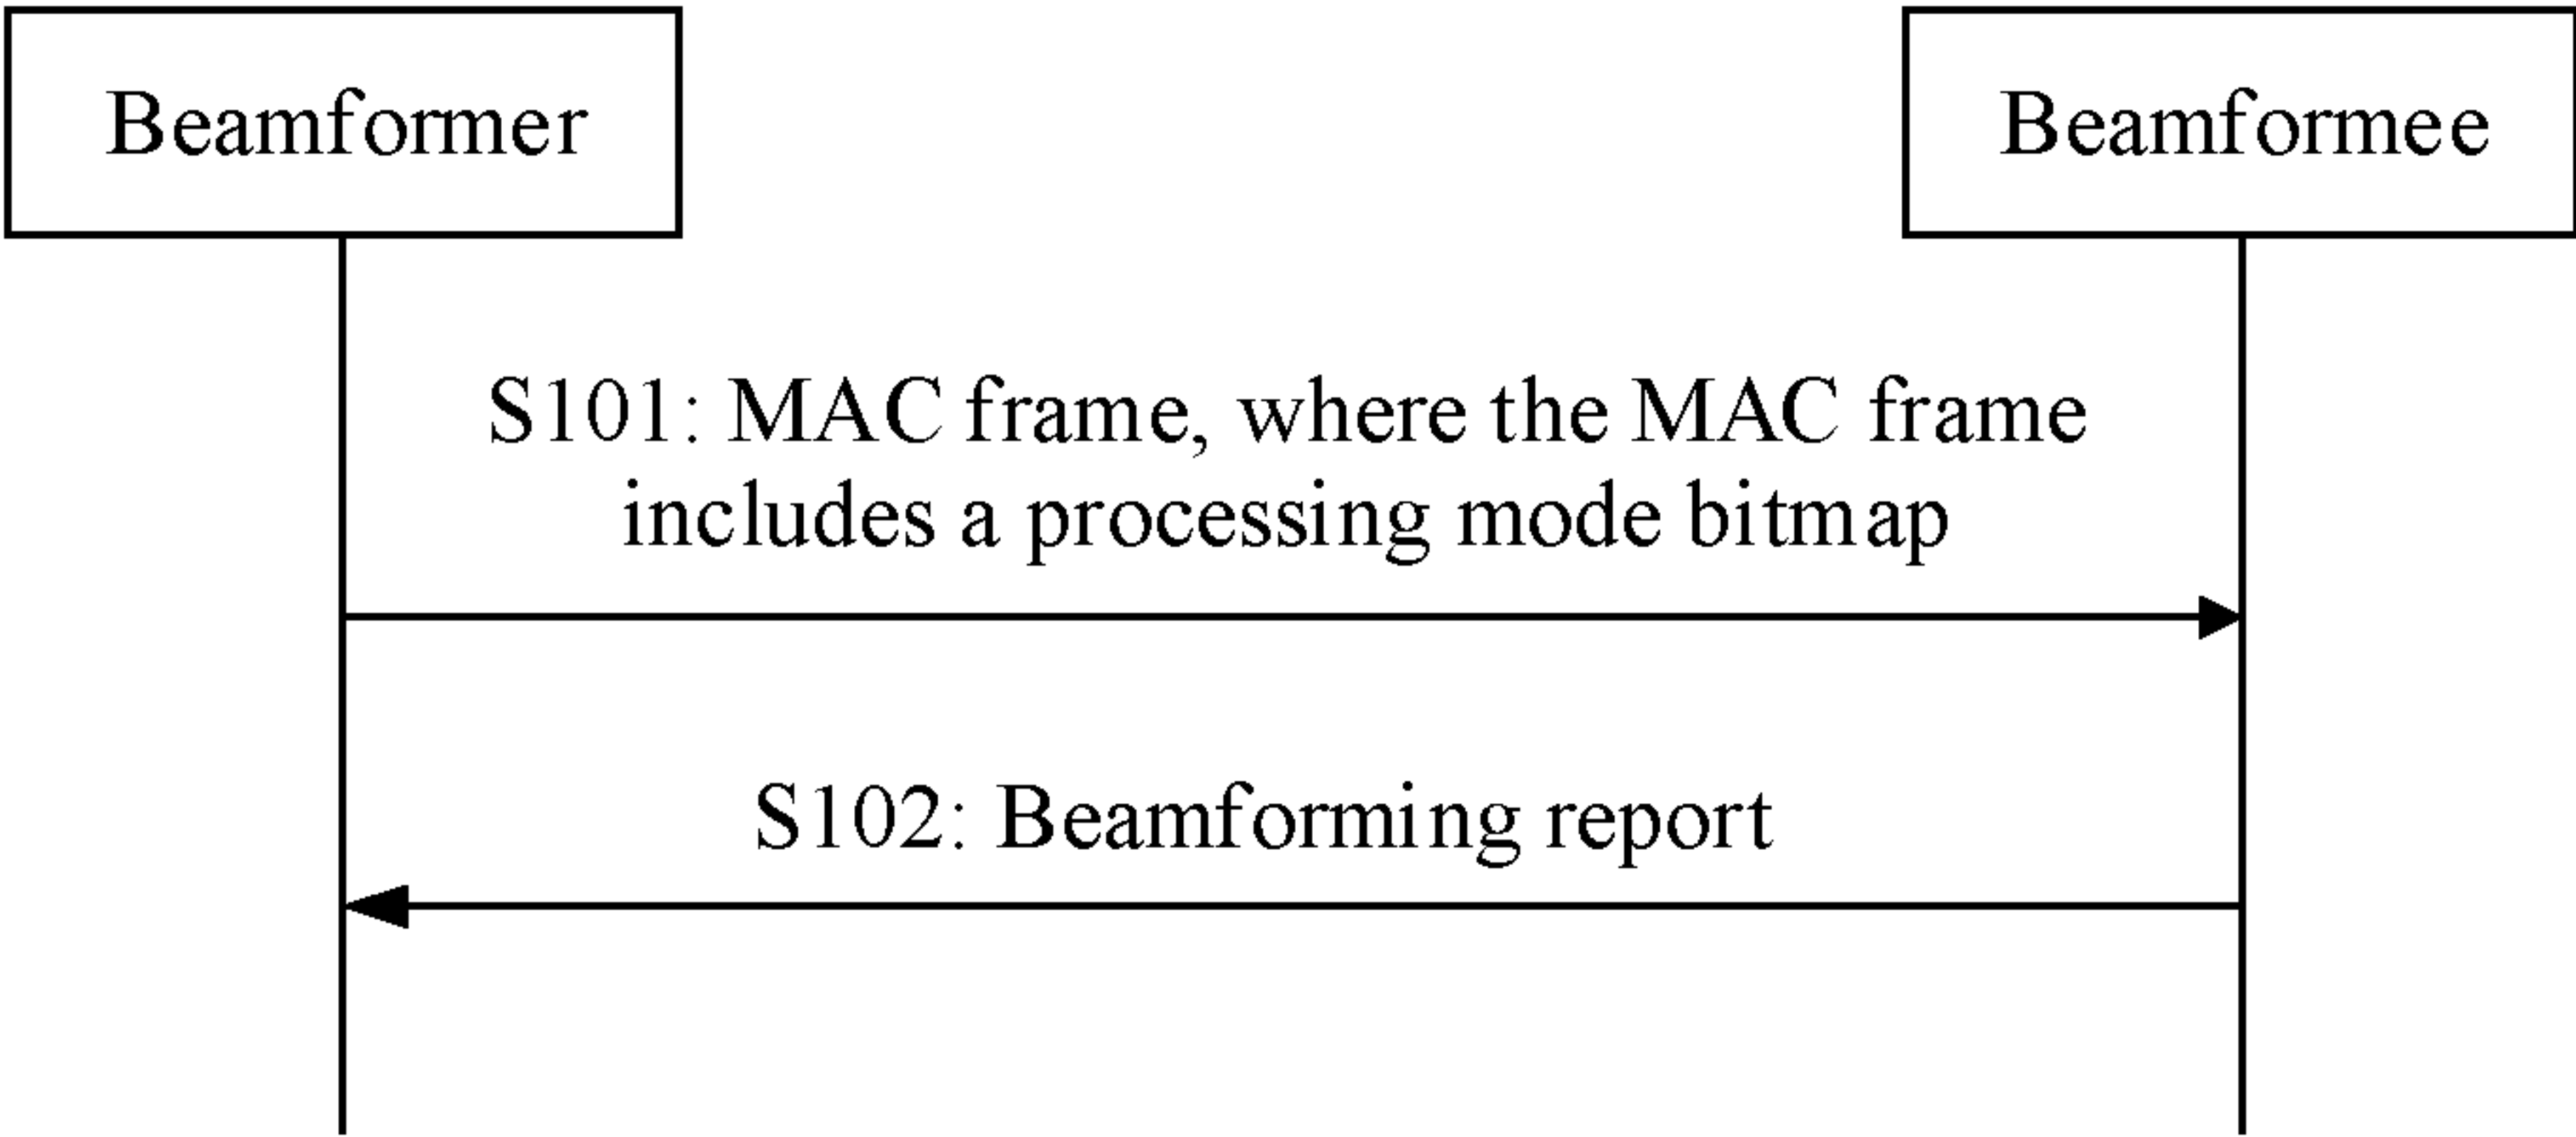 Beamformer
Beamformee
S101: MAC frame, where the MAC frame
includes a processing mode bitmap
S102: Beamforming report